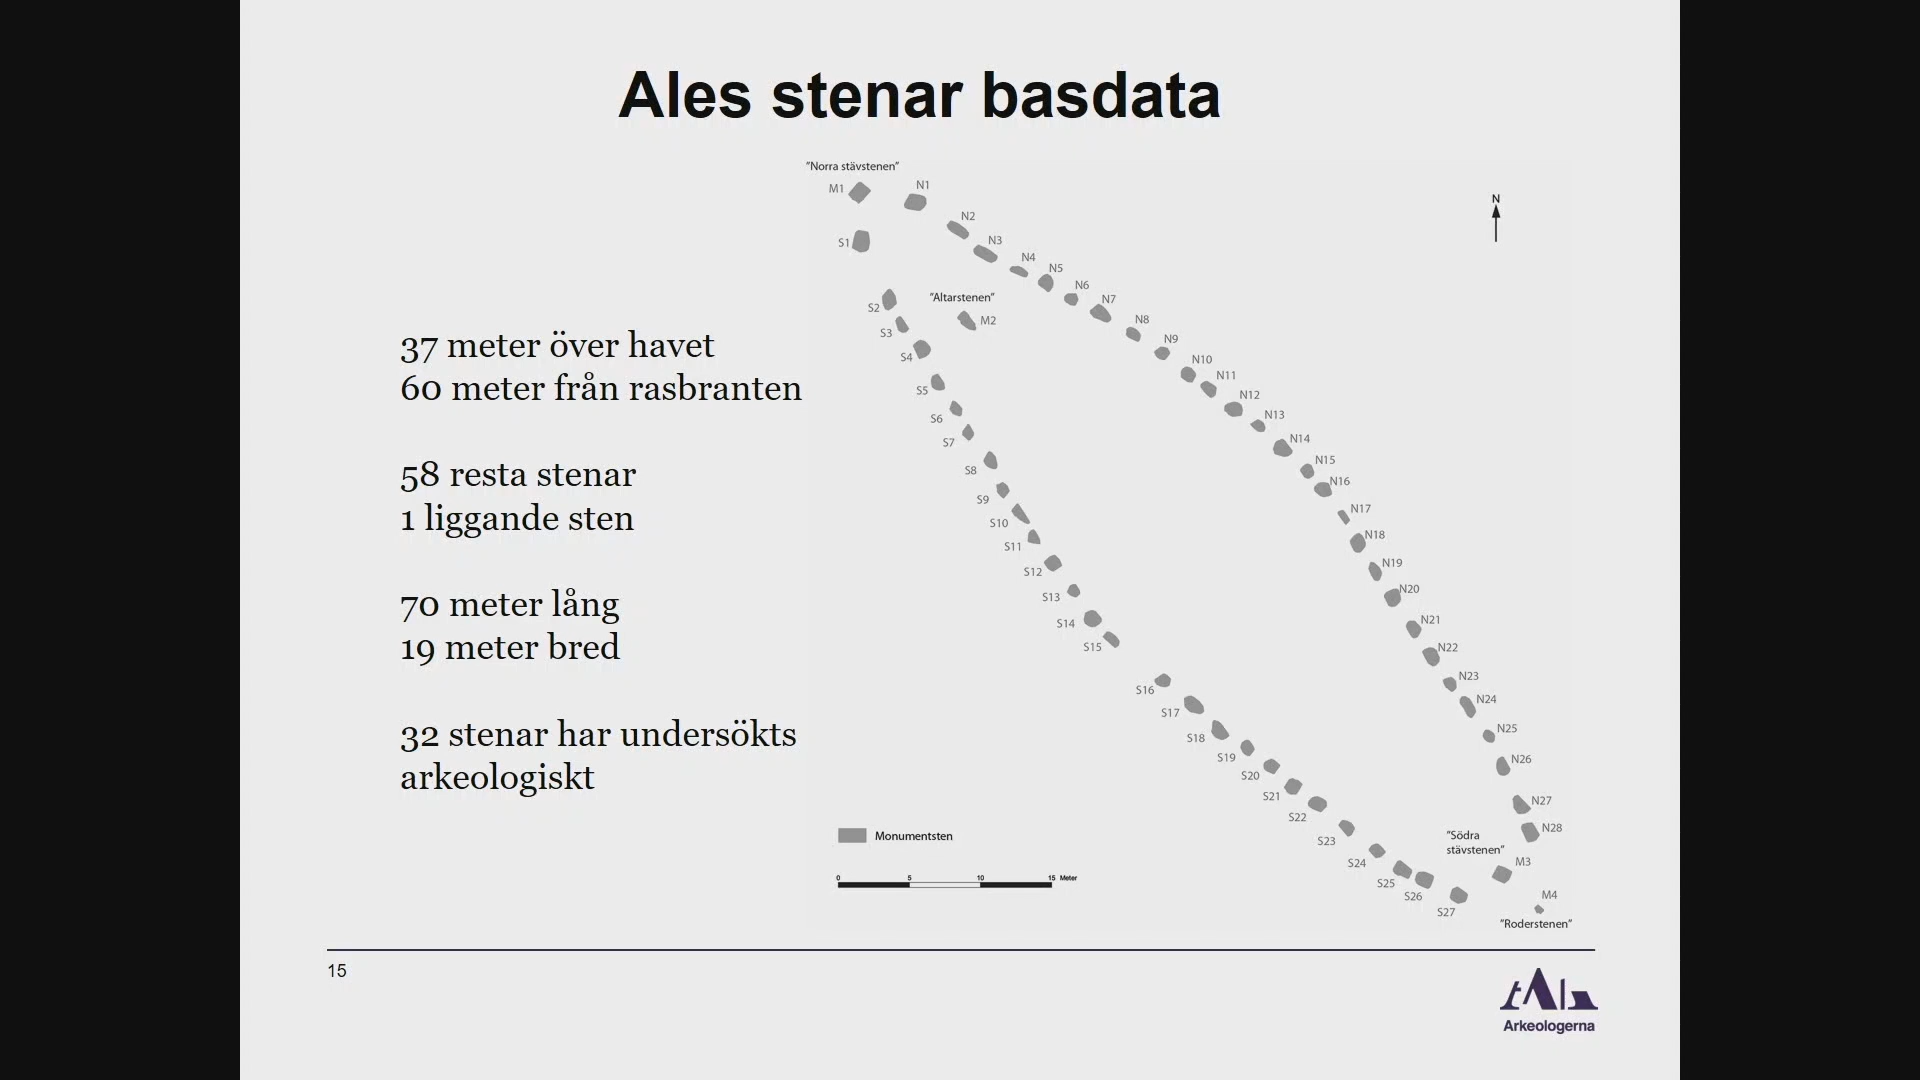 Ales stenar basdata
37 meter över havet
60 meter från rasbranten
58 resta stenar
1 liggande sten
70 meter lång
19 meter bred
32 stenar har undersökts
arkeologiskt
”Norra stävstenen”
M1
N1
N
N2
S1
N3
N4
N5
N6
”Altarstenen”
N7
S2
M2
N8
S3
N9
S4
N10
N11
S5
N12
N13
S6
N14
S7
N15
S8
N16
S9
N17
S10
N18
S11
N19
S12
N20
S13
N21
S14
N22
S15
N23
S16
N24
S17
N25
S18
N26
S19
S20
S21
N27
S22
N28
”Södra
stävstenen”
S23
M3
S24
S25
M4
S26
S27
”Roderstenen”
Monumentsten
0 5 10 15 Meter
15
Arkeologerna